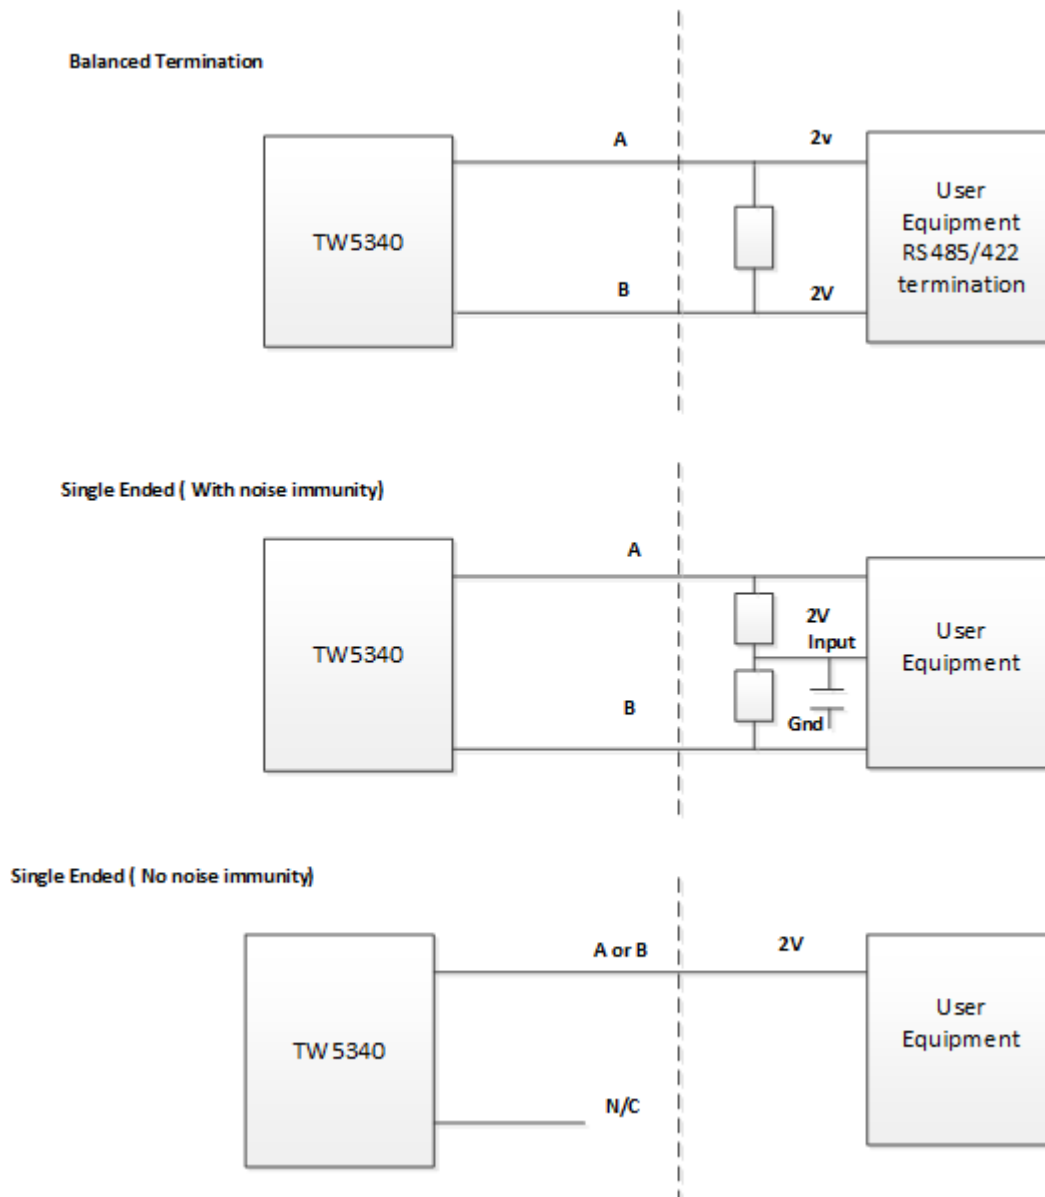 Balanced Termination
A
2v
TW5340
User
Equipment
RS485/422
termination
B
2V
Single Ended ( With noise immunity)
A
TW5340
2V
Input
User
Equipment
B
Gnd
Single Ended ( No noise immunity)
A or B
2V
TW5340
User
Equipment
N/C